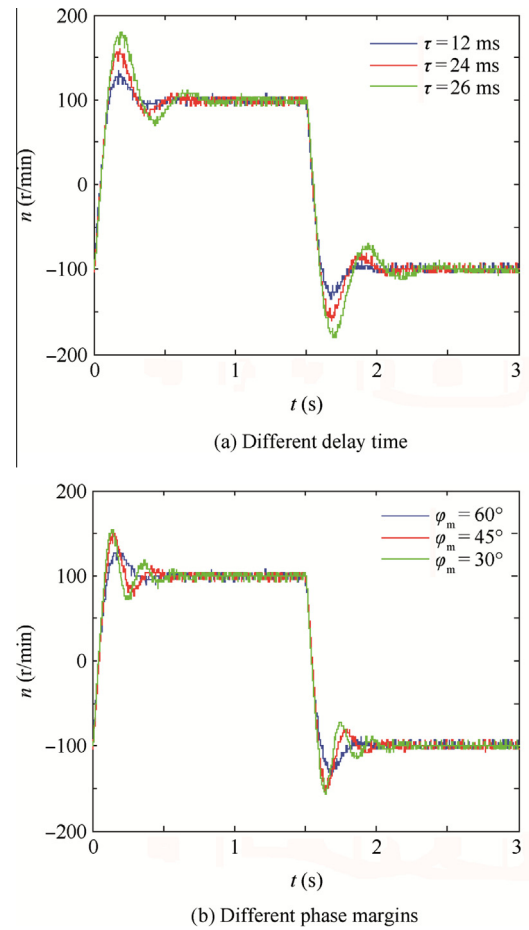 200
100
0
−100
−200
n (r/min)
τ = 12 ms
τ = 24 ms
τ = 26 ms
0
1
2
3
t (s)
(a) Different delay time
200
100
0
−100
−200
n (r/min)
φm = 60°
φm = 45°
φm = 30°
0
1
2
3
t (s)
(b) Different phase margins